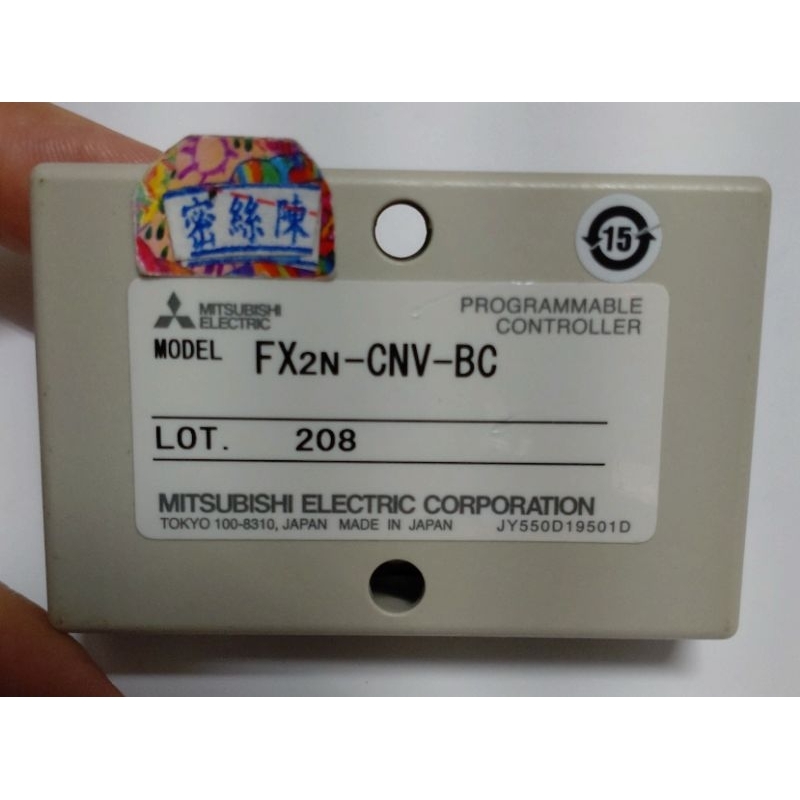 密絲陳
15
MITSUBISHI
ELECTRIC
PROGRAMMABLE
CONTROLLER
MODEL FX2N-CNV-BC
LOT. 208
MITSUBISHI ELECTRIC CORPORATION
TOKYO 100-8310, JAPAN MADE IN JAPAN JY550D19501D